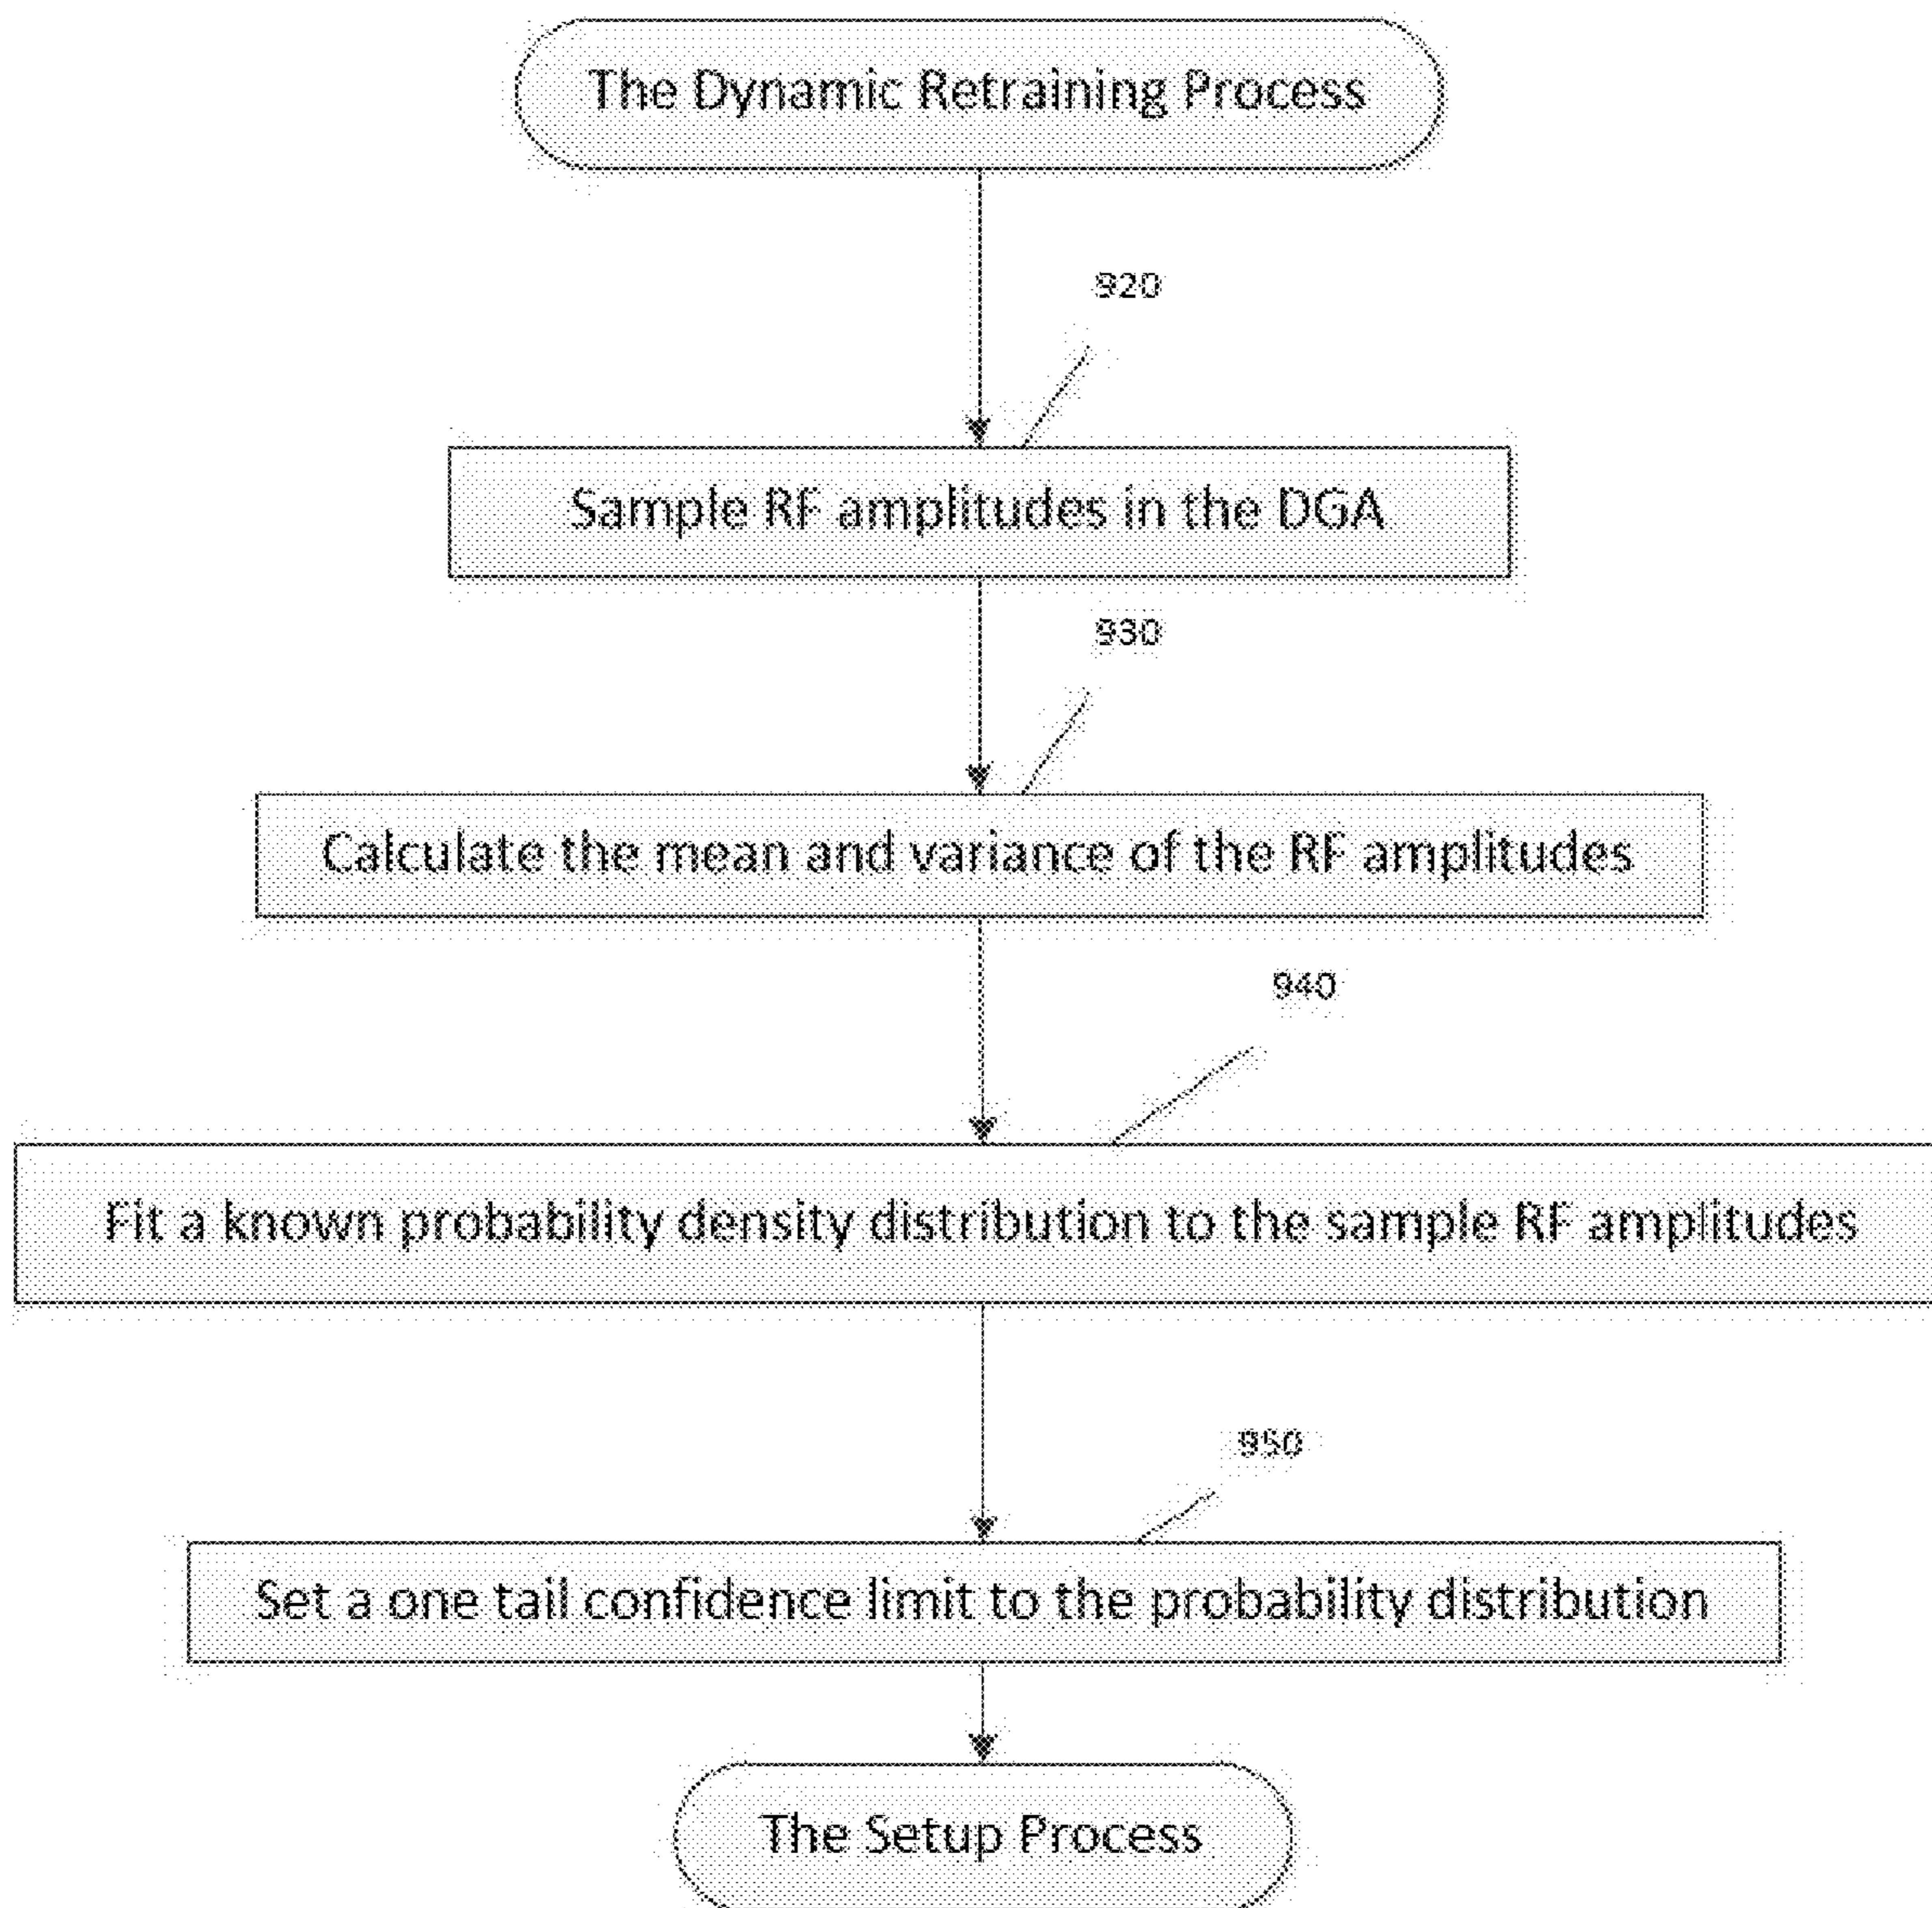 The Dynamic Retraining Process
920
Sample RF amplitudes in the DGA
930
Calculate the mean and variance of the RF amplitudes
940
Fit a known probability density distribution to the sample RF amplitudes
950
Set a one tail confidence limit to the probability distribution
The Setup Process